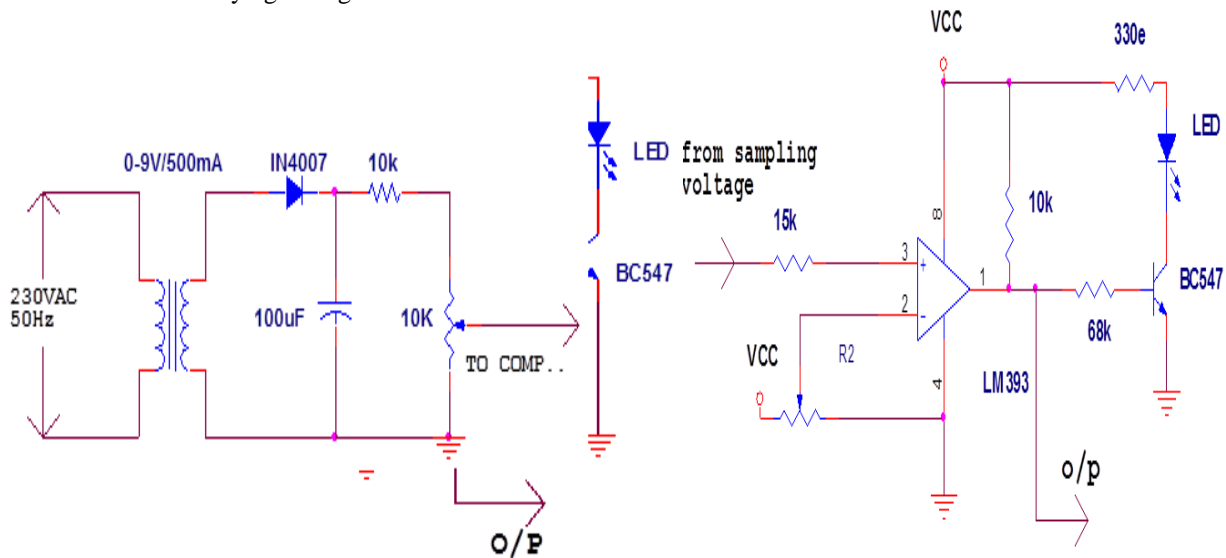 VCC
330e
0-9V/500mA
IN4007
10k
LED
from sampling
voltage
LED
15k
8
10k
3
+
BC547
1
BC547
230VAC
50Hz
100uF
10K
2
-
68k
TO COMP..
VCC
R2
4
LM393
O/P
o/p